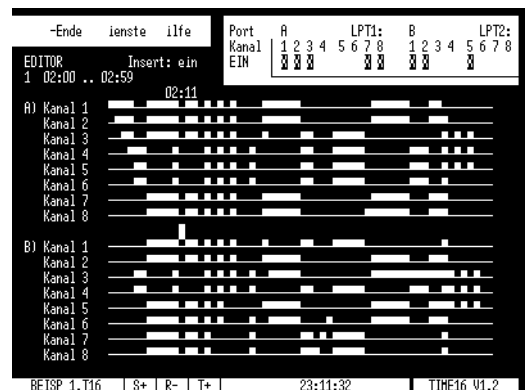 -Ende ienste ilfe
Port A LPT1: B LPT2:
Kanal 1 2 3 4 5 6 7 8 1 2 3 4 5 6 7 8
EIN X X X X X X X X
EDITOR Insert: ein
1 02:00 .. 02:59
02:11
A) Kanal 1
Kanal 2
Kanal 3
Kanal 4
Kanal 5
Kanal 6
Kanal 7
Kanal 8
B) Kanal 1
Kanal 2
Kanal 3
Kanal 4
Kanal 5
Kanal 6
Kanal 7
Kanal 8
BEISP_1.T16 S+ R- T+ 23:11:32 TIME16 V1.2